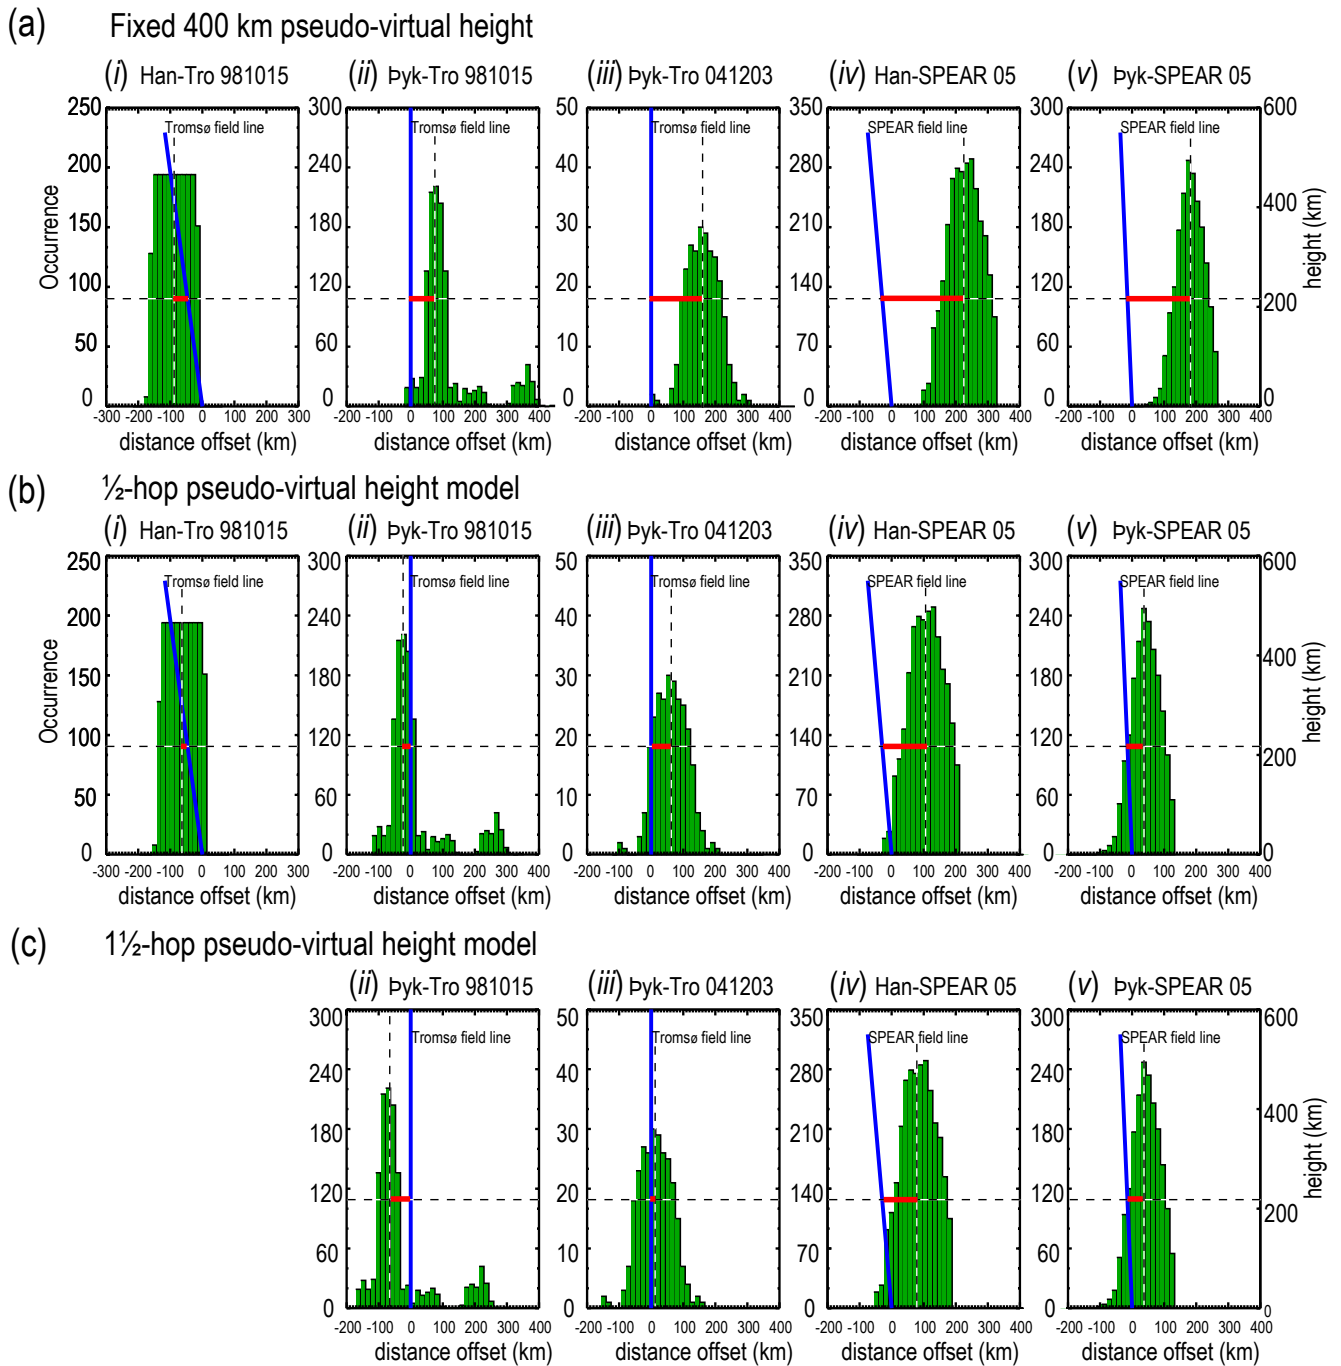 (a) Fixed 400 km pseudo-virtual height
(i) Han-Tro 981015
(ii) Þyk-Tro 981015
(iii) Þyk-Tro 041203
(iv) Han-SPEAR 05
(v) Þyk-SPEAR 05
250 200 150 100 50 0
Occurrence
Tromsø field line
-300 -200 -100 0 100 200 300
distance offset (km)
300 240 180 120 60 0
Tromsø field line
-200 -100 0 100 200 300 400
distance offset (km)
50 40 30 20 10 0
Tromsø field line
-200 -100 0 100 200 300 400
distance offset (km)
350 280 210 140 70 0
SPEAR field line
-200 -100 0 100 200 300 400
distance offset (km)
300 240 180 120 60 0
SPEAR field line
600 400 200 0
height (km)
-200 -100 0 100 200 300 400
distance offset (km)
(b) ½-hop pseudo-virtual height model
(i) Han-Tro 981015
(ii) Þyk-Tro 981015
(iii) Þyk-Tro 041203
(iv) Han-SPEAR 05
(v) Þyk-SPEAR 05
250 200 150 100 50 0
Occurrence
Tromsø field line
-300 -200 -100 0 100 200 300
distance offset (km)
300 240 180 120 60 0
Tromsø field line
-200 -100 0 100 200 300 400
distance offset (km)
50 40 30 20 10 0
Tromsø field line
-200 -100 0 100 200 300 400
distance offset (km)
350 280 210 140 70 0
SPEAR field line
-200 -100 0 100 200 300 400
distance offset (km)
300 240 180 120 60 0
SPEAR field line
600 400 200 0
height (km)
-200 -100 0 100 200 300 400
distance offset (km)
(c) 1½-hop pseudo-virtual height model
(ii) Þyk-Tro 981015
(iii) Þyk-Tro 041203
(iv) Han-SPEAR 05
(v) Þyk-SPEAR 05
300 240 180 120 60 0
Tromsø field line
-200 -100 0 100 200 300 400
distance offset (km)
50 40 30 20 10 0
Tromsø field line
-200 -100 0 100 200 300 400
distance offset (km)
350 280 210 140 70 0
SPEAR field line
-200 -100 0 100 200 300 400
distance offset (km)
300 240 180 120 60 0
SPEAR field line
600 400 200 0
height (km)
-200 -100 0 100 200 300 400
distance offset (km)